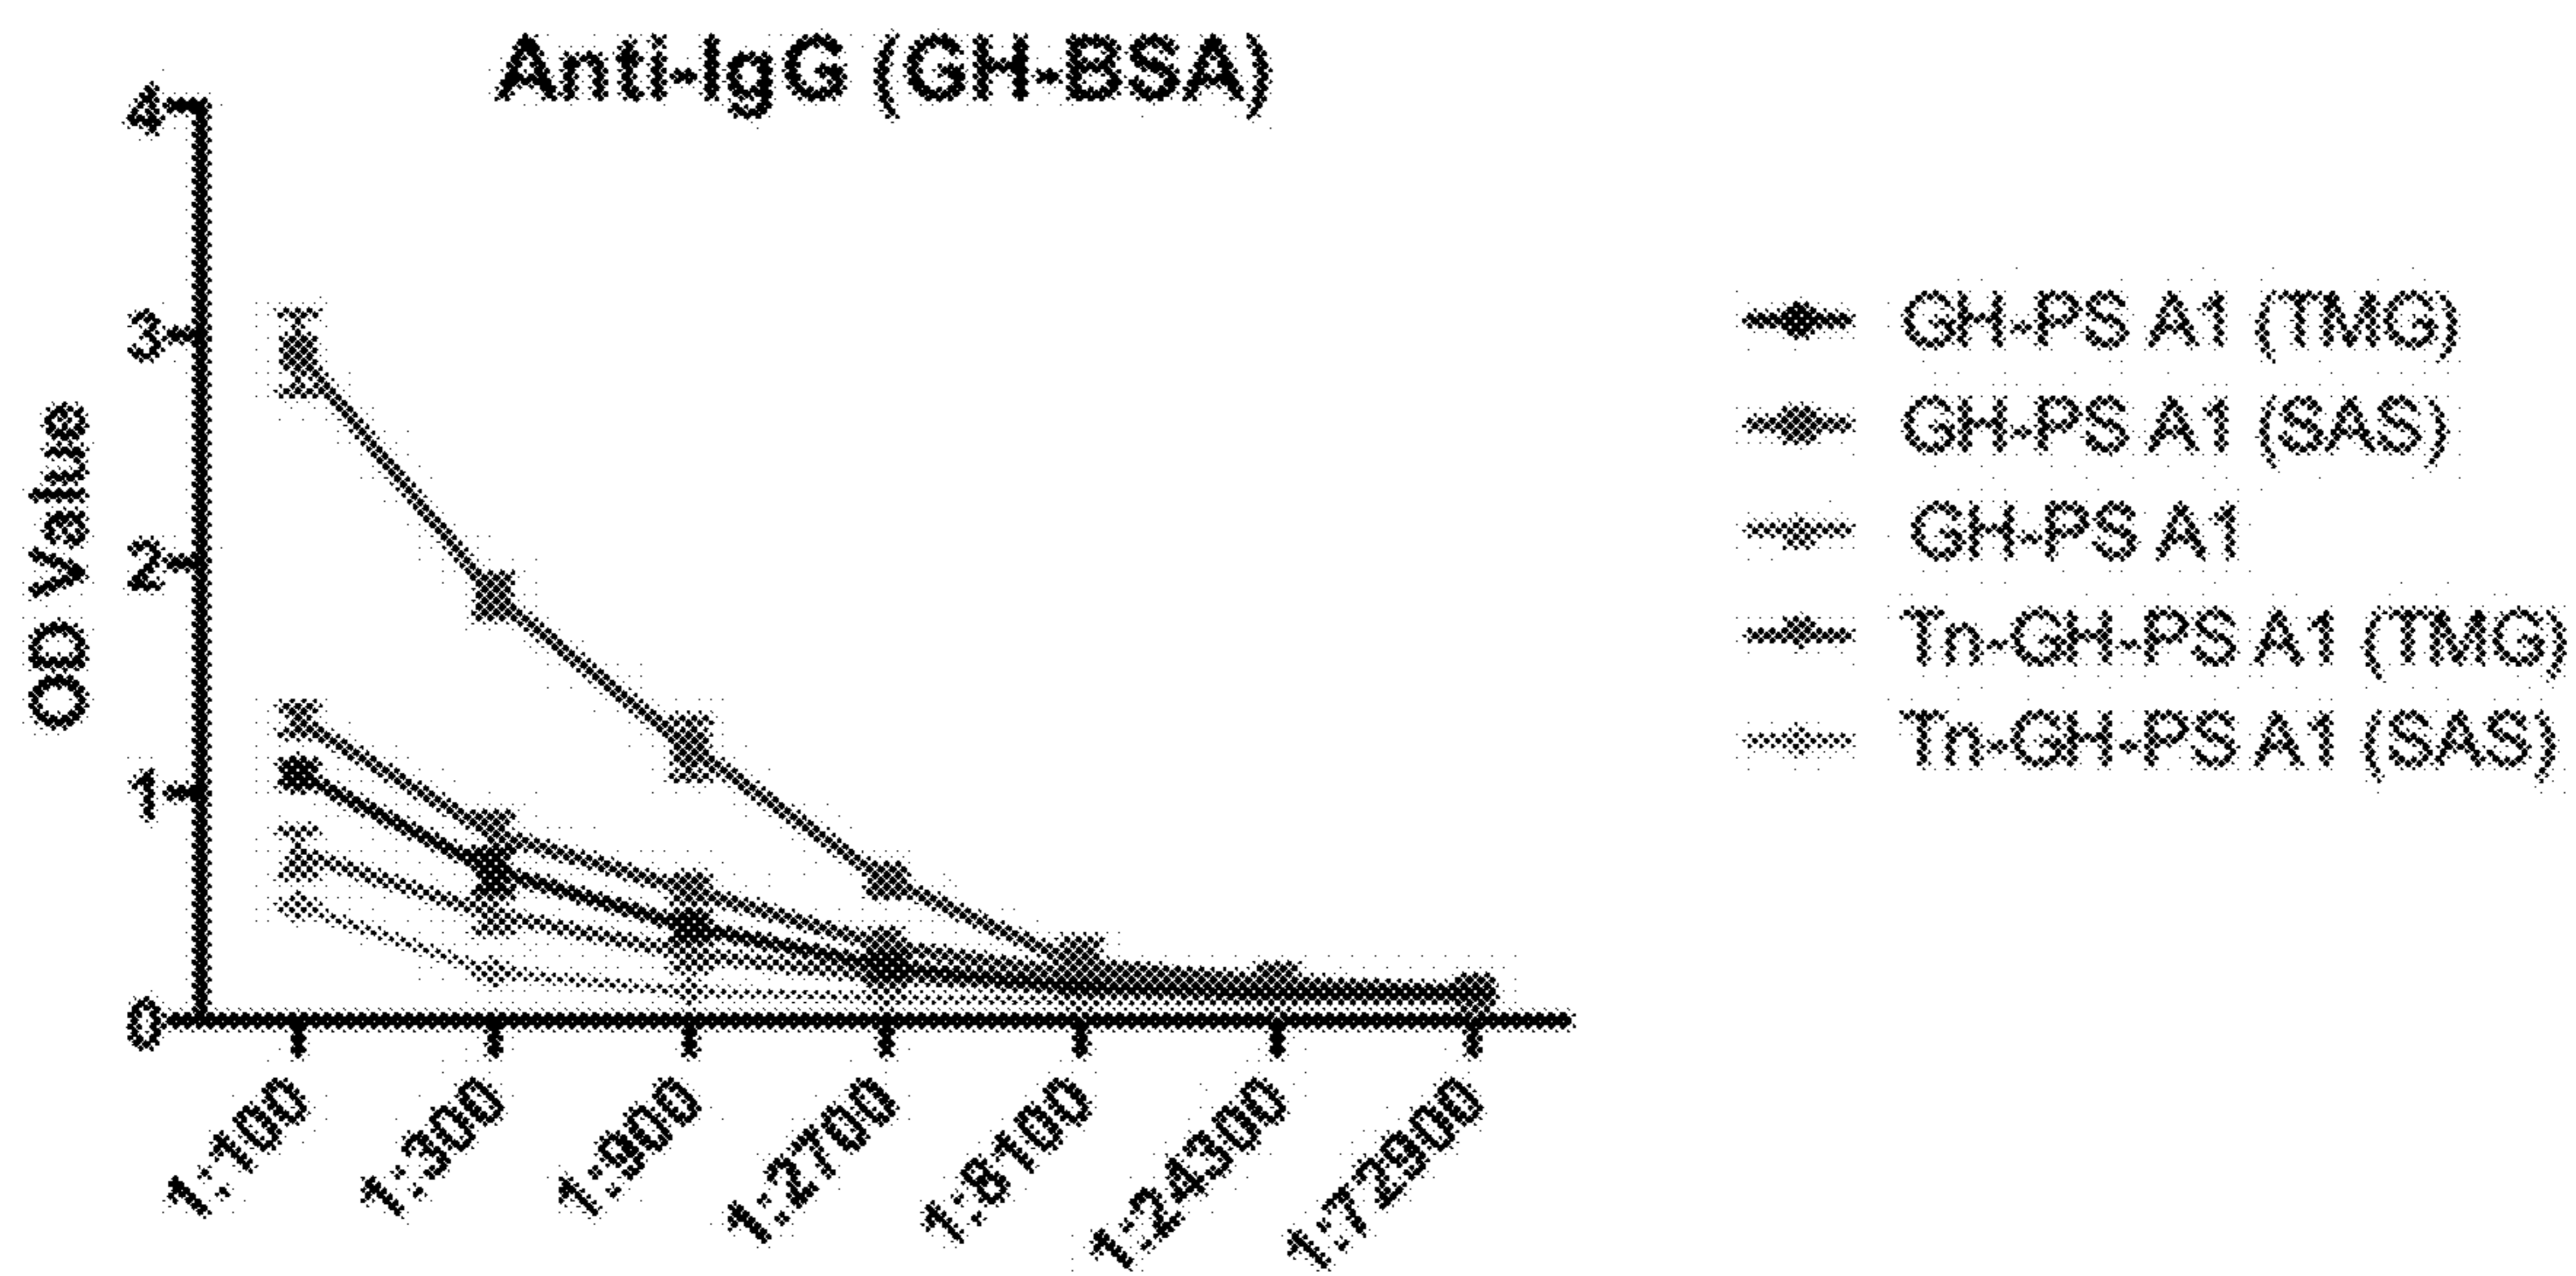 Anti-IgG (GH-BSA)
4
3
2
1
0
OD Value
1:100
1:300
1:900
1:2700
1:8100
1:24300
1:72900
GH-PS A1 (TMG)
GH-PS A1 (SAS)
GH-PS A1
Tn-GH-PS A1 (TMG)
Tn-GH-PS A1 (SAS)